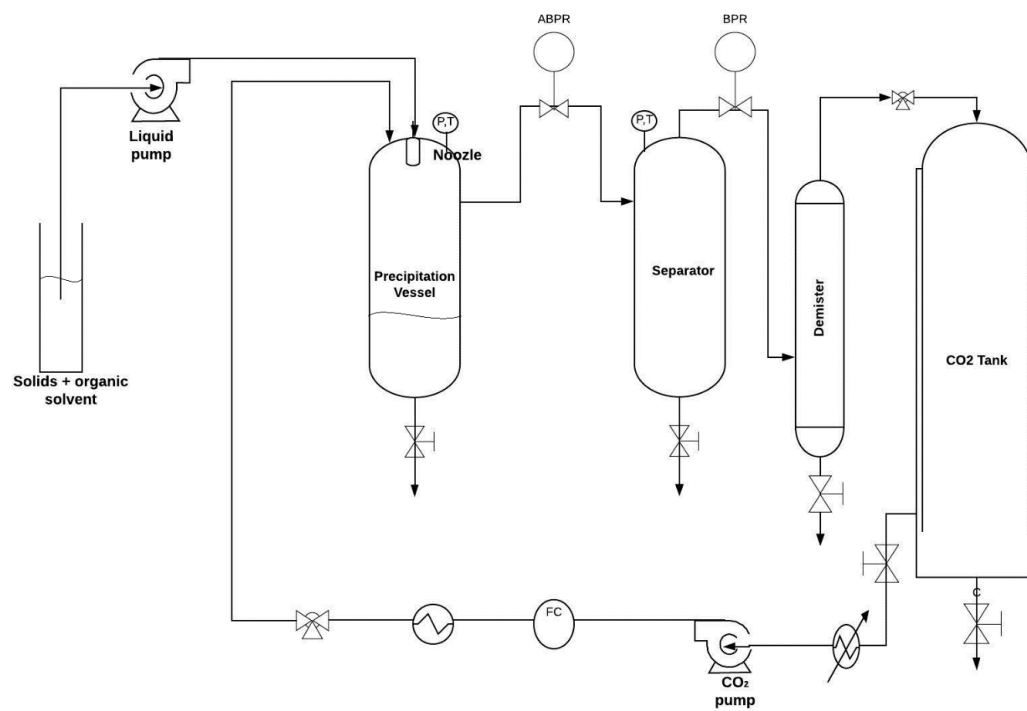 ABPR
BPR
Liquid
pump
P,T
Noozle
P,T
Precipitation
Vessel
Separator
Demister
CO2 Tank
Solids + organic
solvent
C
FC
CO₂
pump